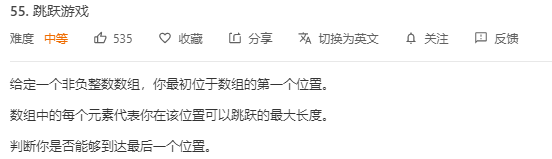 55. 跳跃游戏
难度 中等 535 收藏 分享 切换为英文 关注 反馈
给定一个非负整数数组，你最初位于数组的第一个位置。
数组中的每个元素代表你在该位置可以跳跃的最大长度。
判断你是否能够到达最后一个位置。